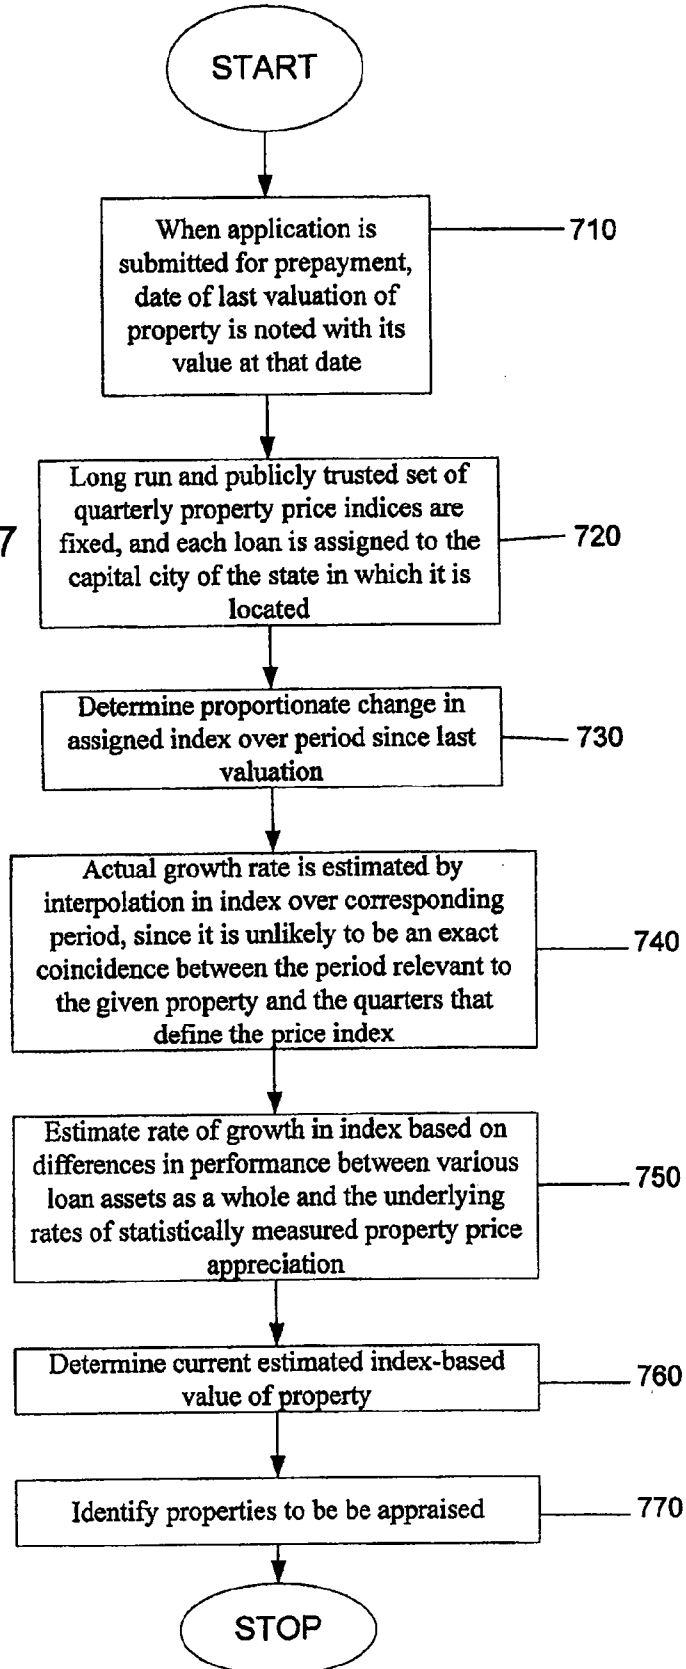 START
When application is
submitted for prepayment,
date of last valuation of
property is noted with its
value at that date
710
Long run and publicly trusted set of
quarterly property price indices are
fixed, and each loan is assigned to the
capital city of the state in which it is
located
7
720
Determine proportionate change in
assigned index over period since last
valuation
730
Actual growth rate is estimated by
interpolation in index over corresponding
period, since it is unlikely to be an exact
coincidence between the period relevant to
the given property and the quarters that
define the price index
740
Estimate rate of growth in index based on
differences in performance between various
loan assets as a whole and the underlying
rates of statistically measured property price
appreciation
750
Determine current estimated index-based
value of property
760
Identify properties to be be appraised
770
STOP